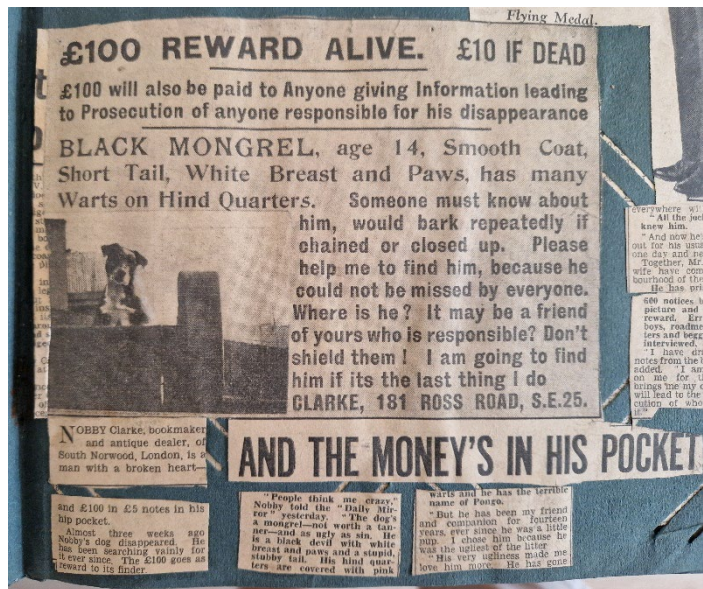 Flying Medal.
£100 REWARD ALIVE. £10 IF DEAD
£100 will also be paid to Anyone giving Information leading
to Prosecution of anyone responsible for his disappearance
BLACK MONGREL, age 14, Smooth Coat,
Short Tail, White Breast and Paws, has many
Warts on Hind Quarters. Someone must know about
him, would bark repeatedly if
chained or closed up. Please
help me to find him, because he
could not be missed by everyone.
Where is he? It may be a friend
of yours who is responsible? Don't
shield them! I am going to find
him if its the last thing I do
CLARKE, 181 ROSS ROAD, S.E.25.
NOBBY Clarke, bookmaker
and antique dealer, of
South Norwood, London, is a
man with a broken heart—
AND THE MONEY'S IN HIS POCKET
and £100 in £5 notes in his
hip pocket.
Almost three weeks ago
Nobby's dog disappeared. He
has been searching vainly for
it ever since. The £100 goes as
reward to its finder.
"People think me crazy,"
Nobby told the "Daily Mir-
ror" yesterday. "The dog's
a mongrel—not worth a tan-
ner—and as ugly as sin. He
is a black devil with white
breast and paws and a stupid,
stubby tail. His hind quar-
ters are covered with pink
warts and he has the terrible
name of Pongo.
"But he has been my friend
and companion for fourteen
years, ever since he was a little
pup. I chose him because he
was the ugliest of the litter
"His very ugliness made me
love him more. He has gone
everywhere wi
"All the
knew him.
"And now he
out for his usua
one day and ne
Together, Mr.
wife have com
bourhood of the
He has pri
600 notices
picture and
reward. Err
boys, roadme
ters and begg
interviewed.
"I have
notes from the
added. "I am
on me for
brings me my
will lead to the
cution of who
it."